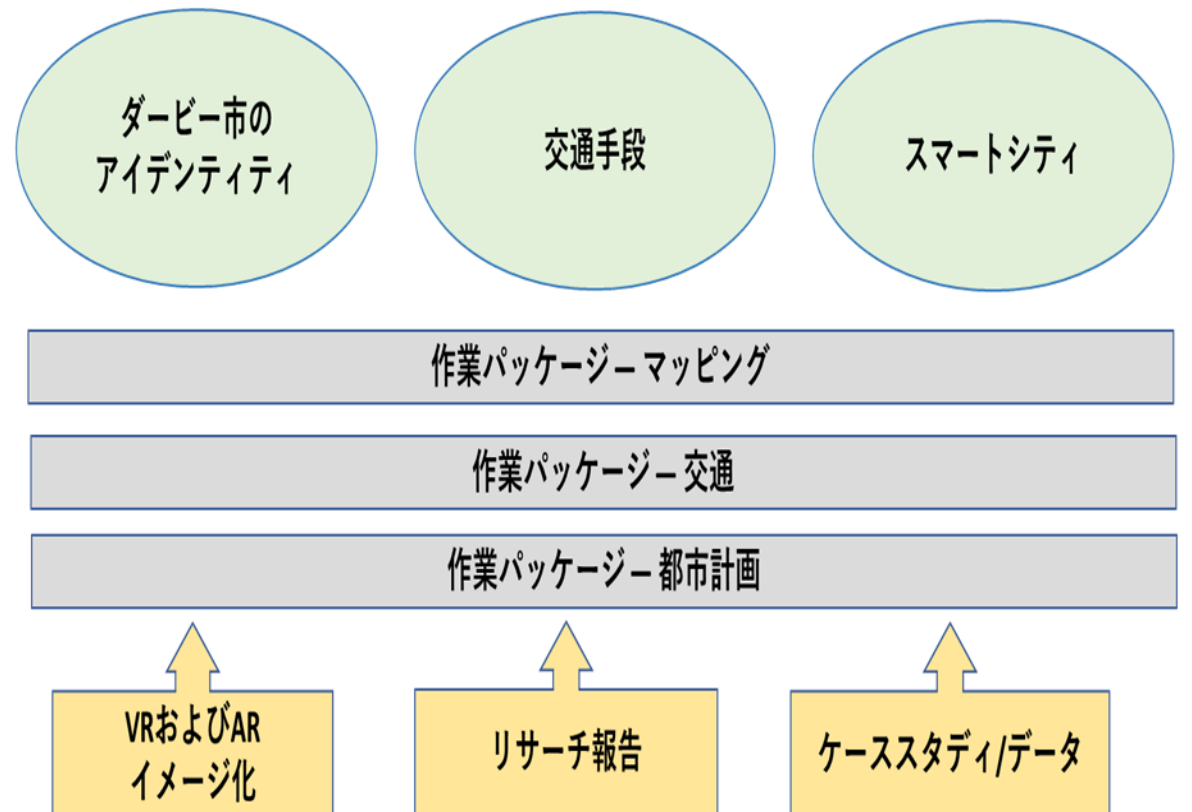 ダービー市の
アイデンティティ
交通手段
スマートシティ
作業パッケージ – マッピング
作業パッケージ – 交通
作業パッケージ – 都市計画
VRおよびAR
イメージ化
リサーチ報告
ケーススタディ/データ